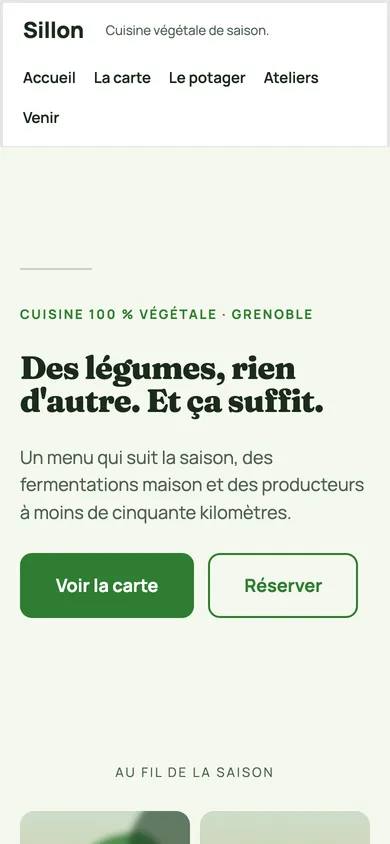 Sillon
Cuisine végétale de saison.
Accueil La carte Le potager Ateliers
Venir
CUISINE 100 % VÉGÉTALE · GRENOBLE
Des légumes, rien
d'autre. Et ça suffit.
Un menu qui suit la saison, des
fermentations maison et des producteurs
à moins de cinquante kilomètres.
Voir la carte
Réserver
AU FIL DE LA SAISON